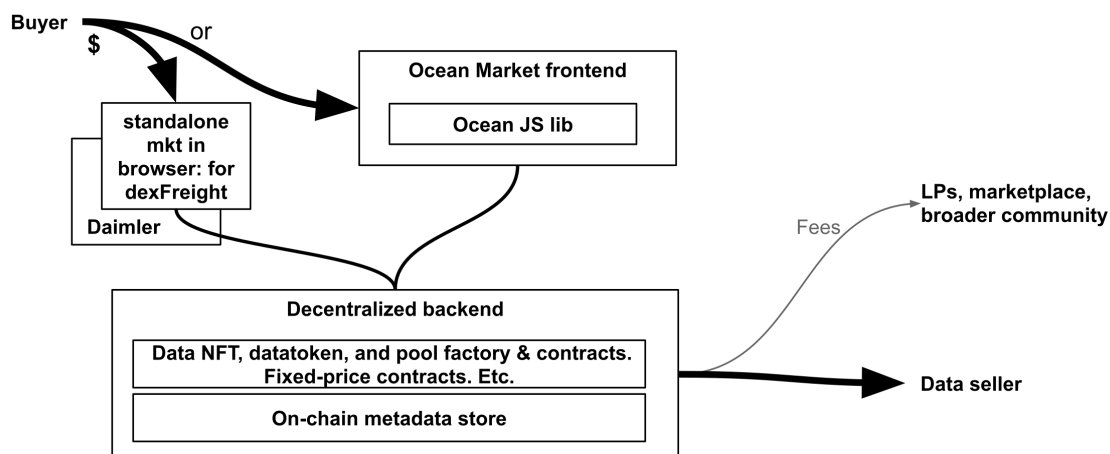 Buyer
$
or
Ocean Market frontend
Ocean JS lib
standalone
mkt in
browser: for
dexFreight
Daimler
LPs, marketplace,
broader community
Fees
Decentralized backend
Data NFT, datatoken, and pool factory & contracts.
Fixed-price contracts. Etc.
On-chain metadata store
Data seller